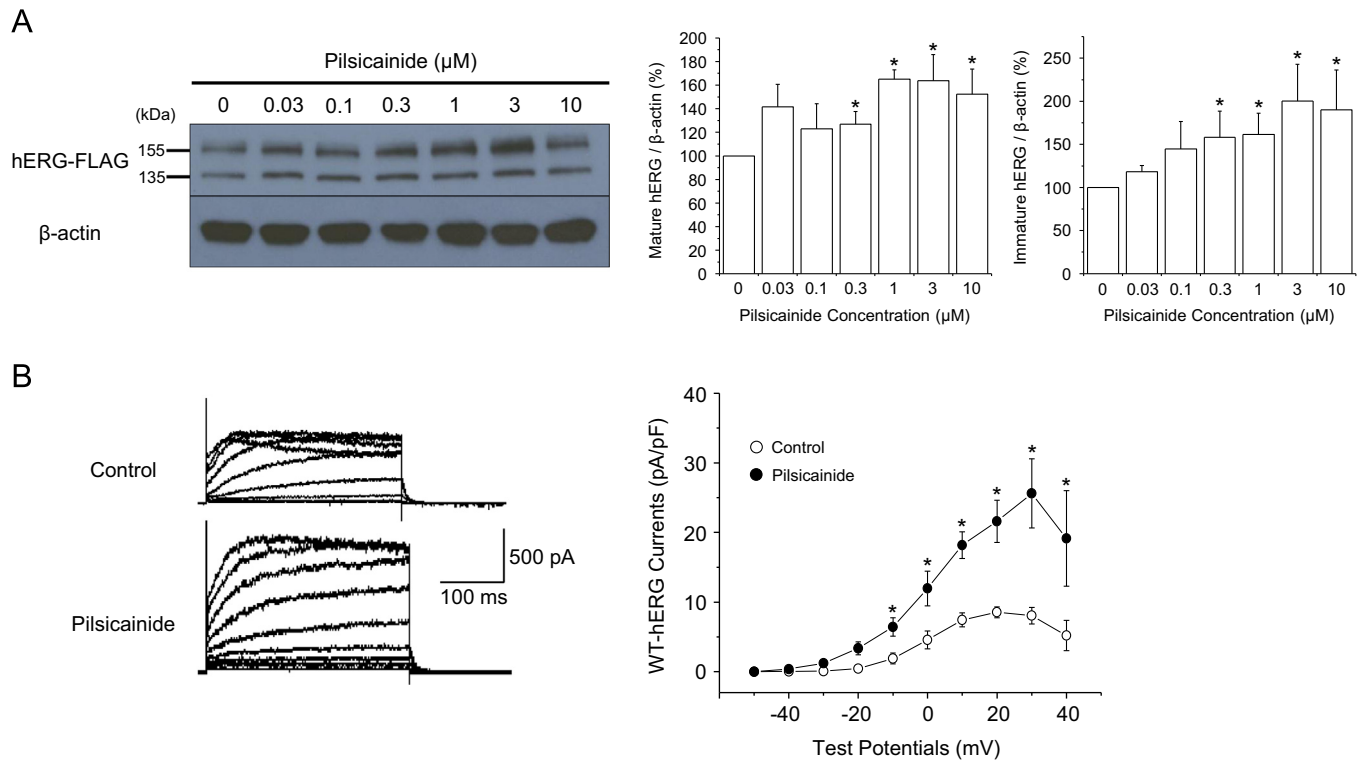 A
Pilsicainide (µM)
(kDa)
0 0.03 0.1 0.3 1 3 10
hERG-FLAG
155
135
β-actin
Mature hERG / β-actin (%)
200
180
160
140
120
100
80
60
40
20
0
* * * *
0 0.03 0.1 0.3 1 3 10
Pilsicainide Concentration (µM)
Immature hERG / β-actin (%)
250
200
150
100
50
0
* * * *
0 0.03 0.1 0.3 1 3 10
Pilsicainide Concentration (µM)
B
Control
Pilsicainide
500 pA
100 ms
WT-hERG Currents (pA/pF)
40
30
20
10
0
Control
Pilsicainide
* * * * * *
-40 -20 0 20 40
Test Potentials (mV)